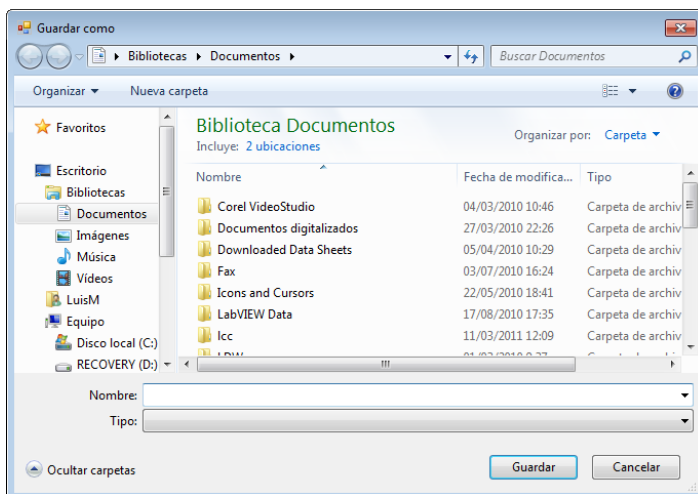 Guardar como
Bibliotecas Documentos Buscar Documentos
Organizar Nueva carpeta
Favoritos
Escritorio
Bibliotecas
Documentos
Imágenes
Música
Vídeos
LuisM
Equipo
Disco local (C:)
RECOVERY (D:)
Biblioteca Documentos
Incluye: 2 ubicaciones
Organizar por: Carpeta
Nombre Fecha de modifica... Tipo
Corel VideoStudio 04/03/2010 10:46 Carpeta de archiv
Documentos digitalizados 27/03/2010 22:26 Carpeta de archiv
Downloaded Data Sheets 05/04/2010 10:29 Carpeta de archiv
Fax 03/07/2010 16:24 Carpeta de archiv
Icons and Cursors 22/05/2010 18:41 Carpeta de archiv
LabVIEW Data 17/08/2010 17:35 Carpeta de archiv
lcc 11/03/2011 12:09 Carpeta de archiv
Nombre:
Tipo:
Ocultar carpetas Guardar Cancelar